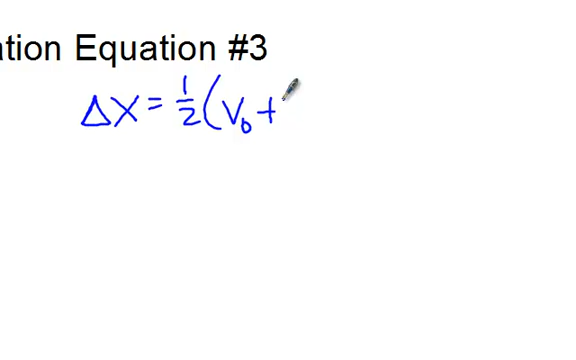 ation Equation #3
Δx = 1/2 (v₀ +